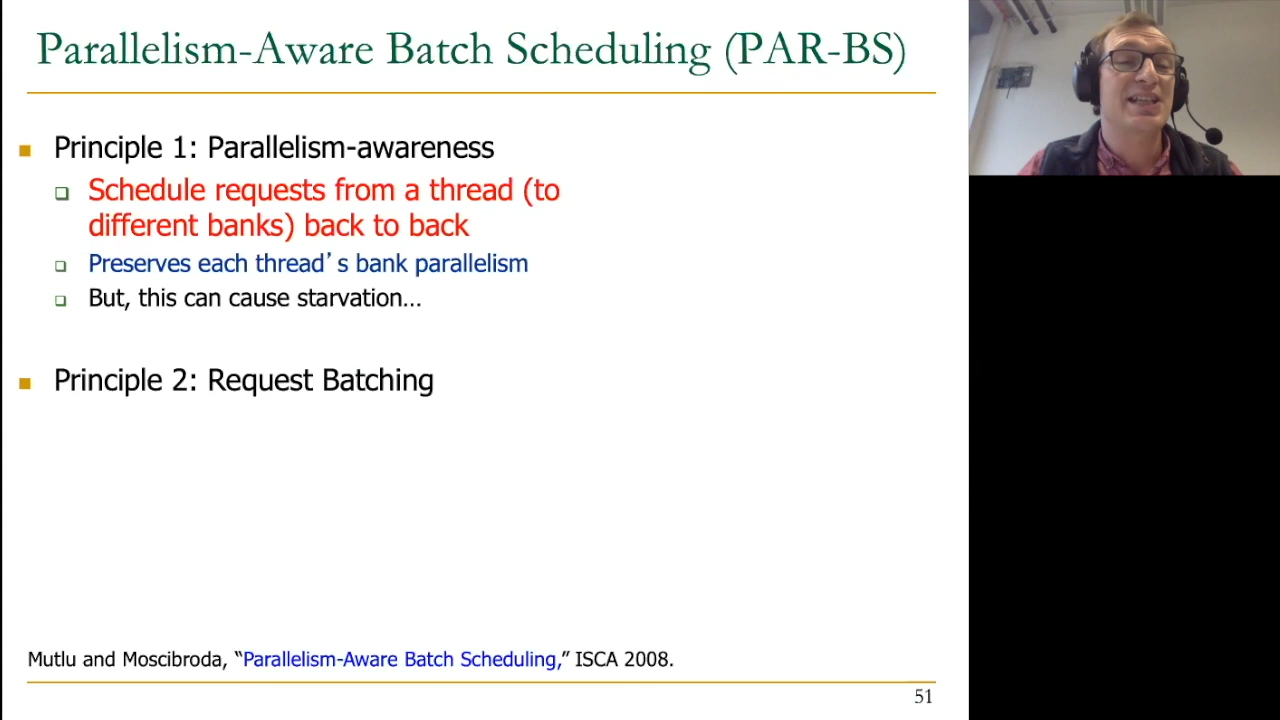 Parallelism-Aware Batch Scheduling (PAR-BS)
Principle 1: Parallelism-awareness
Schedule requests from a thread (to
different banks) back to back
Preserves each thread’s bank parallelism
But, this can cause starvation…
Principle 2: Request Batching
Mutlu and Moscibroda, “Parallelism-Aware Batch Scheduling,” ISCA 2008.
51